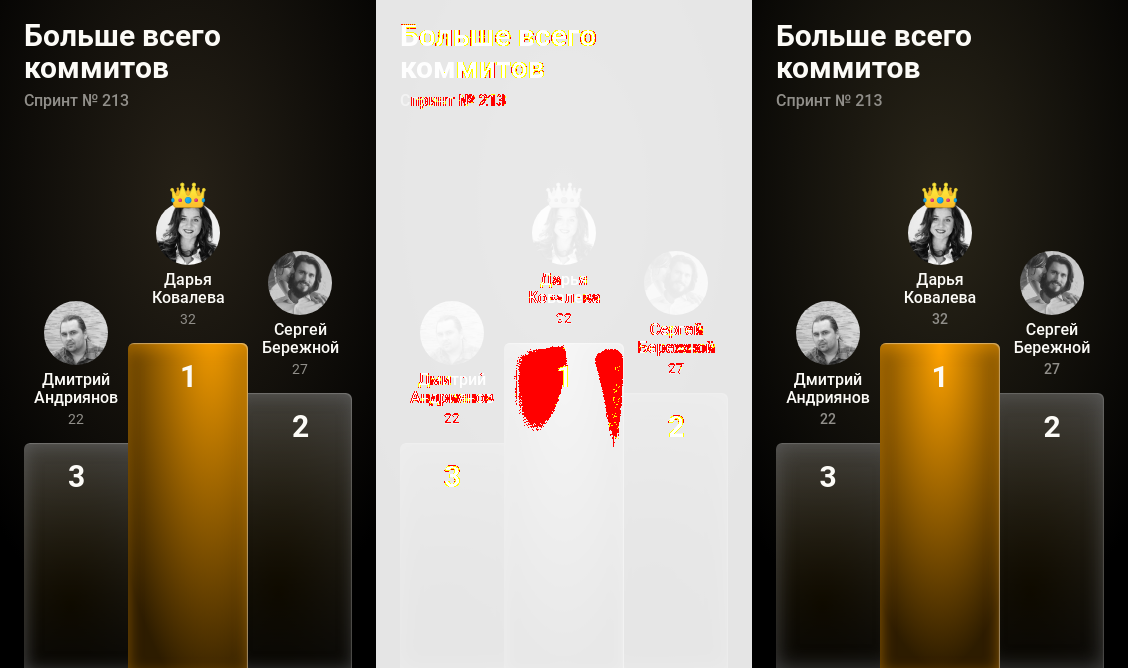 Больше всего
коммитов
Спринт № 213
Дарья
Ковалева
32
Сергей
Бережной
27
Дмитрий
Андриянов
22
1
2
3
Больше всего
коммитов
Спринт № 213
Дарья
Ковалева
32
Сергей
Бережной
27
Дмитрий
Андриянов
22
1
2
3
Больше всего
коммитов
Спринт № 213
Дарья
Ковалева
32
Сергей
Бережной
27
Дмитрий
Андриянов
22
1
2
3